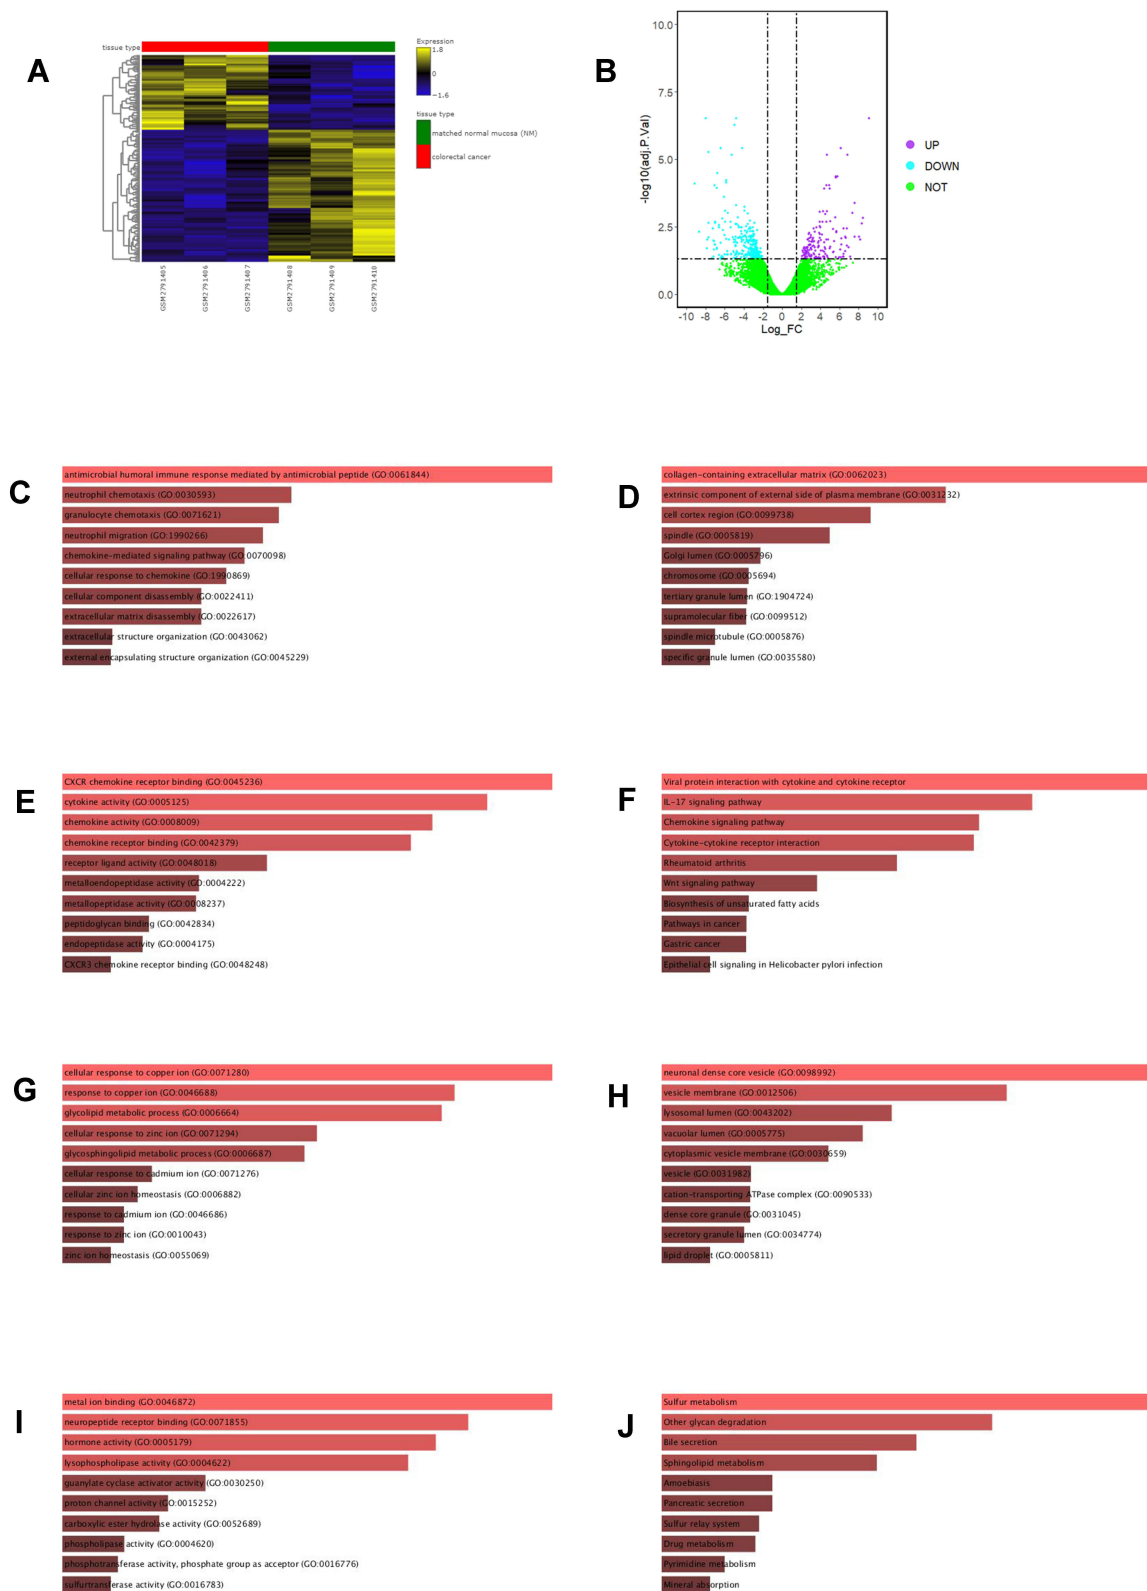 A
tissue type
Expression
1.8
0
−1.6
tissue type
matched normal mucosa (NM)
colorectal cancer
GSM2791405
GSM2791406
GSM2791407
GSM2791408
GSM2791409
GSM2791410
B
-log10(adj.P.Val)
10.0
7.5
5.0
2.5
0.0
-10 -8 -6 -4 -2 0 2 4 6 8 10
Log_FC
UP
DOWN
NOT
C
antimicrobial humoral immune response mediated by antimicrobial peptide (GO:0061844)
neutrophil chemotaxis (GO:0030593)
granulocyte chemotaxis (GO:0071621)
neutrophil migration (GO:1990266)
chemokine-mediated signaling pathway (GO:0070098)
cellular response to chemokine (GO:1990869)
cellular component disassembly (GO:0022411)
extracellular matrix disassembly (GO:0022617)
extracellular structure organization (GO:0043062)
external encapsulating structure organization (GO:0045229)
D
collagen-containing extracellular matrix (GO:0062023)
extrinsic component of external side of plasma membrane (GO:0031232)
cell cortex region (GO:0099738)
spindle (GO:0005819)
Golgi lumen (GO:0005796)
chromosome (GO:0005694)
tertiary granule lumen (GO:1904724)
supramolecular fiber (GO:0099512)
spindle microtubule (GO:0005876)
specific granule lumen (GO:0035580)
E
CXCR chemokine receptor binding (GO:0045236)
cytokine activity (GO:0005125)
chemokine activity (GO:0008009)
chemokine receptor binding (GO:0042379)
receptor ligand activity (GO:0048018)
metalloendopeptidase activity (GO:0004222)
metallopeptidase activity (GO:0008237)
peptidoglycan binding (GO:0042834)
endopeptidase activity (GO:0004175)
CXCR3 chemokine receptor binding (GO:0048248)
F
Viral protein interaction with cytokine and cytokine receptor
IL-17 signaling pathway
Chemokine signaling pathway
Cytokine-cytokine receptor interaction
Rheumatoid arthritis
Wnt signaling pathway
Biosynthesis of unsaturated fatty acids
Pathways in cancer
Gastric cancer
Epithelial cell signaling in Helicobacter pylori infection
G
cellular response to copper ion (GO:0071280)
response to copper ion (GO:0046688)
glycolipid metabolic process (GO:0006664)
cellular response to zinc ion (GO:0071294)
glycosphingolipid metabolic process (GO:0006687)
cellular response to cadmium ion (GO:0071276)
cellular zinc ion homeostasis (GO:0006882)
response to cadmium ion (GO:0046686)
response to zinc ion (GO:0010043)
zinc ion homeostasis (GO:0055069)
H
neuronal dense core vesicle (GO:0098992)
vesicle membrane (GO:0012506)
lysosomal lumen (GO:0043202)
vacuolar lumen (GO:0005775)
cytoplasmic vesicle membrane (GO:0030659)
vesicle (GO:0031982)
cation-transporting ATPase complex (GO:0090533)
dense core granule (GO:0031045)
secretory granule lumen (GO:0034774)
lipid droplet (GO:0005811)
I
metal ion binding (GO:0046872)
neuropeptide receptor binding (GO:0071855)
hormone activity (GO:0005179)
lysophospholipase activity (GO:0004622)
guanylate cyclase activator activity (GO:0030250)
proton channel activity (GO:0015252)
carboxylic ester hydrolase activity (GO:0052689)
phospholipase activity (GO:0004620)
phosphotransferase activity, phosphate group as acceptor (GO:0016776)
sulfurtransferase activity (GO:0016783)
J
Sulfur metabolism
Other glycan degradation
Bile secretion
Sphingolipid metabolism
Amoebiasis
Pancreatic secretion
Sulfur relay system
Drug metabolism
Pyrimidine metabolism
Mineral absorption